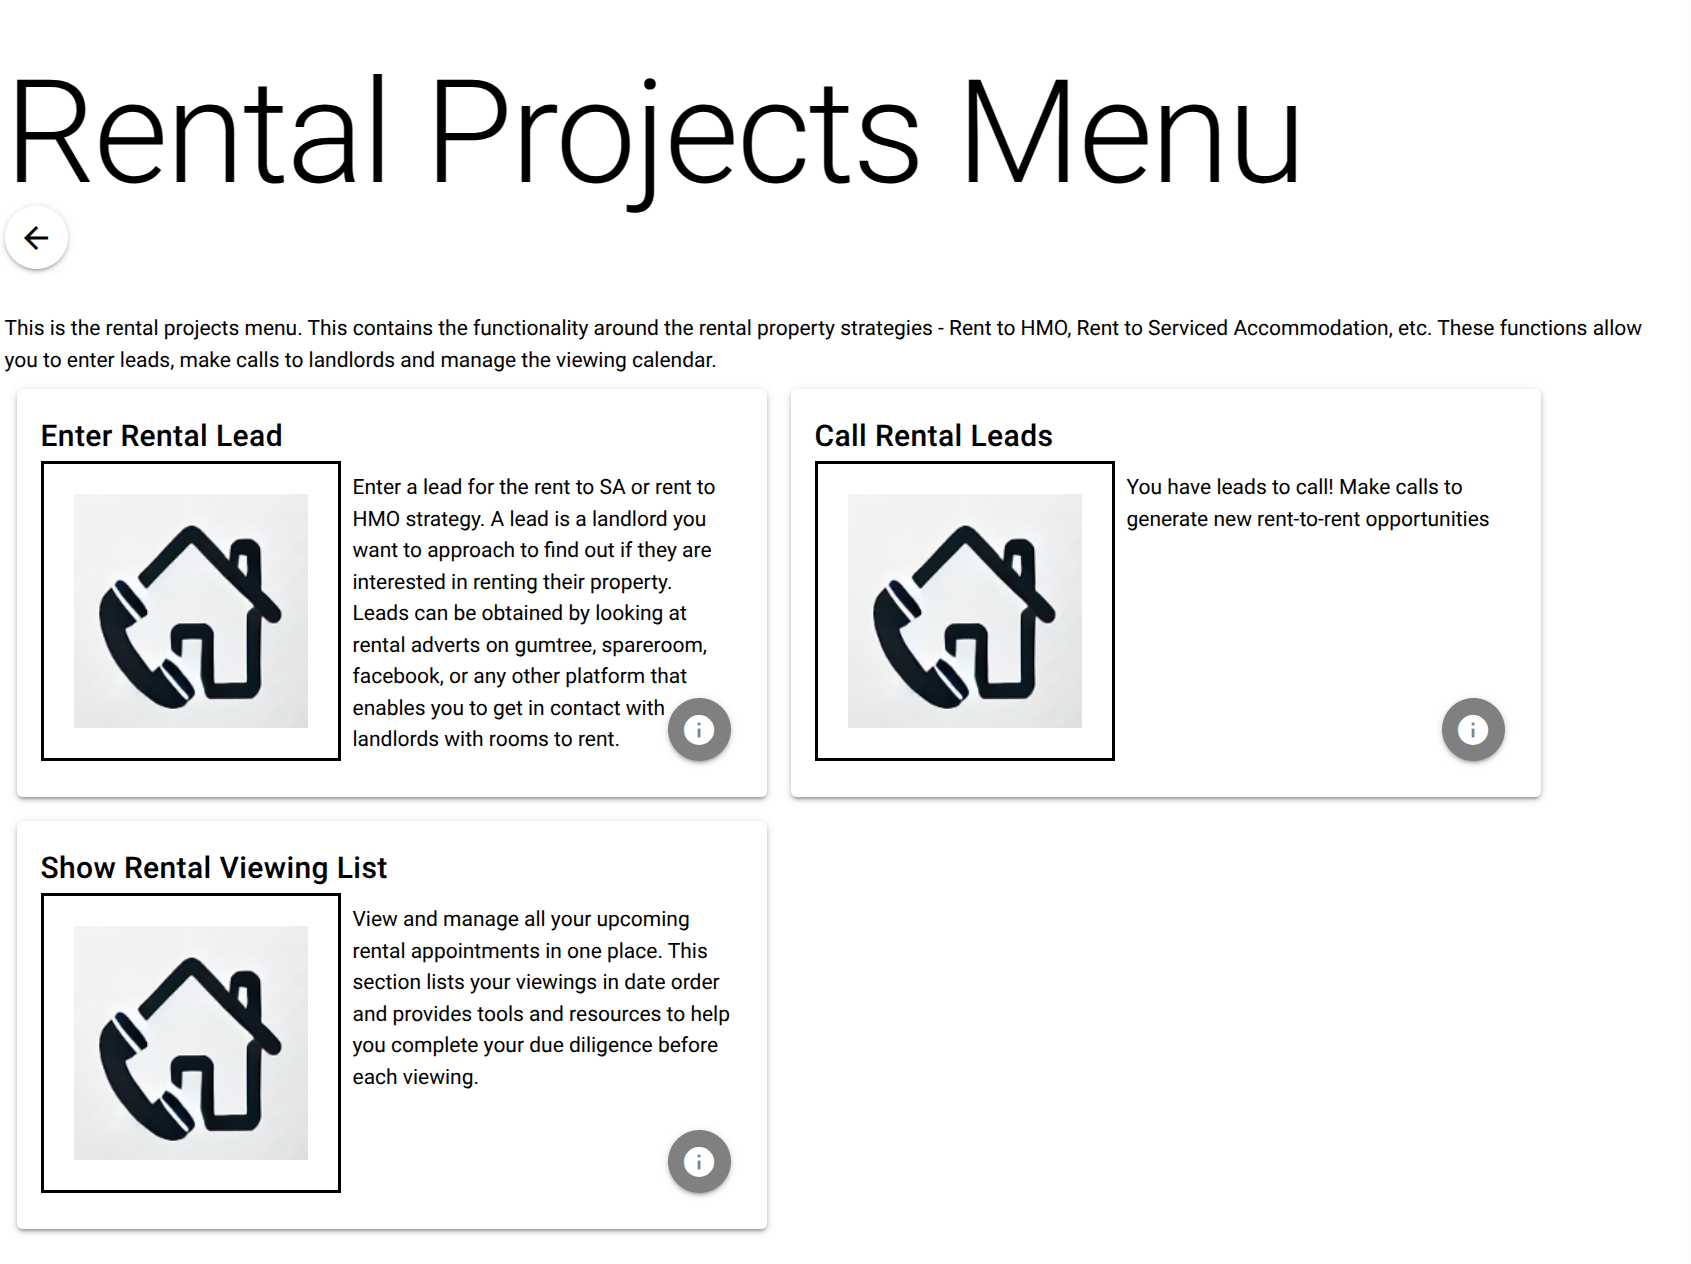 Rental Projects Menu
This is the rental projects menu. This contains the functionality around the rental property strategies - Rent to HMO, Rent to Serviced Accommodation, etc. These functions allow
you to enter leads, make calls to landlords and manage the viewing calendar.
Enter Rental Lead
Enter a lead for the rent to SA or rent to
HMO strategy. A lead is a landlord you
want to approach to find out if they are
interested in renting their property.
Leads can be obtained by looking at
rental adverts on gumtree, spareroom,
facebook, or any other platform that
enables you to get in contact with
landlords with rooms to rent.
Call Rental Leads
You have leads to call! Make calls to
generate new rent-to-rent opportunities
Show Rental Viewing List
View and manage all your upcoming
rental appointments in one place. This
section lists your viewings in date order
and provides tools and resources to help
you complete your due diligence before
each viewing.